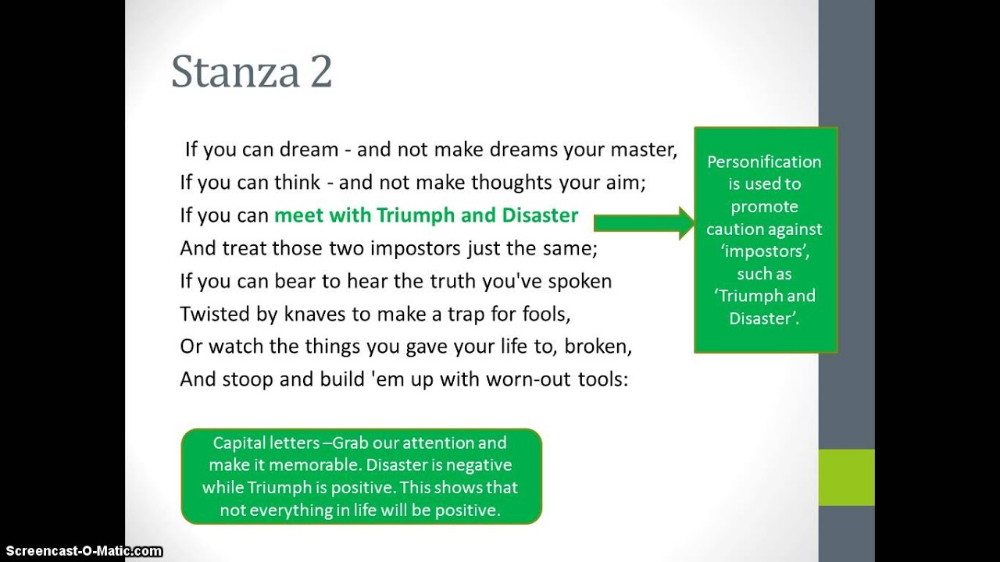 Stanza 2
If you can dream - and not make dreams your master,
If you can think - and not make thoughts your aim;
If you can meet with Triumph and Disaster
And treat those two impostors just the same;
If you can bear to hear the truth you've spoken
Twisted by knaves to make a trap for fools,
Or watch the things you gave your life to, broken,
And stoop and build 'em up with worn-out tools:
Personification
is used to
promote
caution against
‘impostors’,
such as
‘Triumph and
Disaster’.
Capital letters –Grab our attention and
make it memorable. Disaster is negative
while Triumph is positive. This shows that
not everything in life will be positive.
Screencast-O-Matic.com